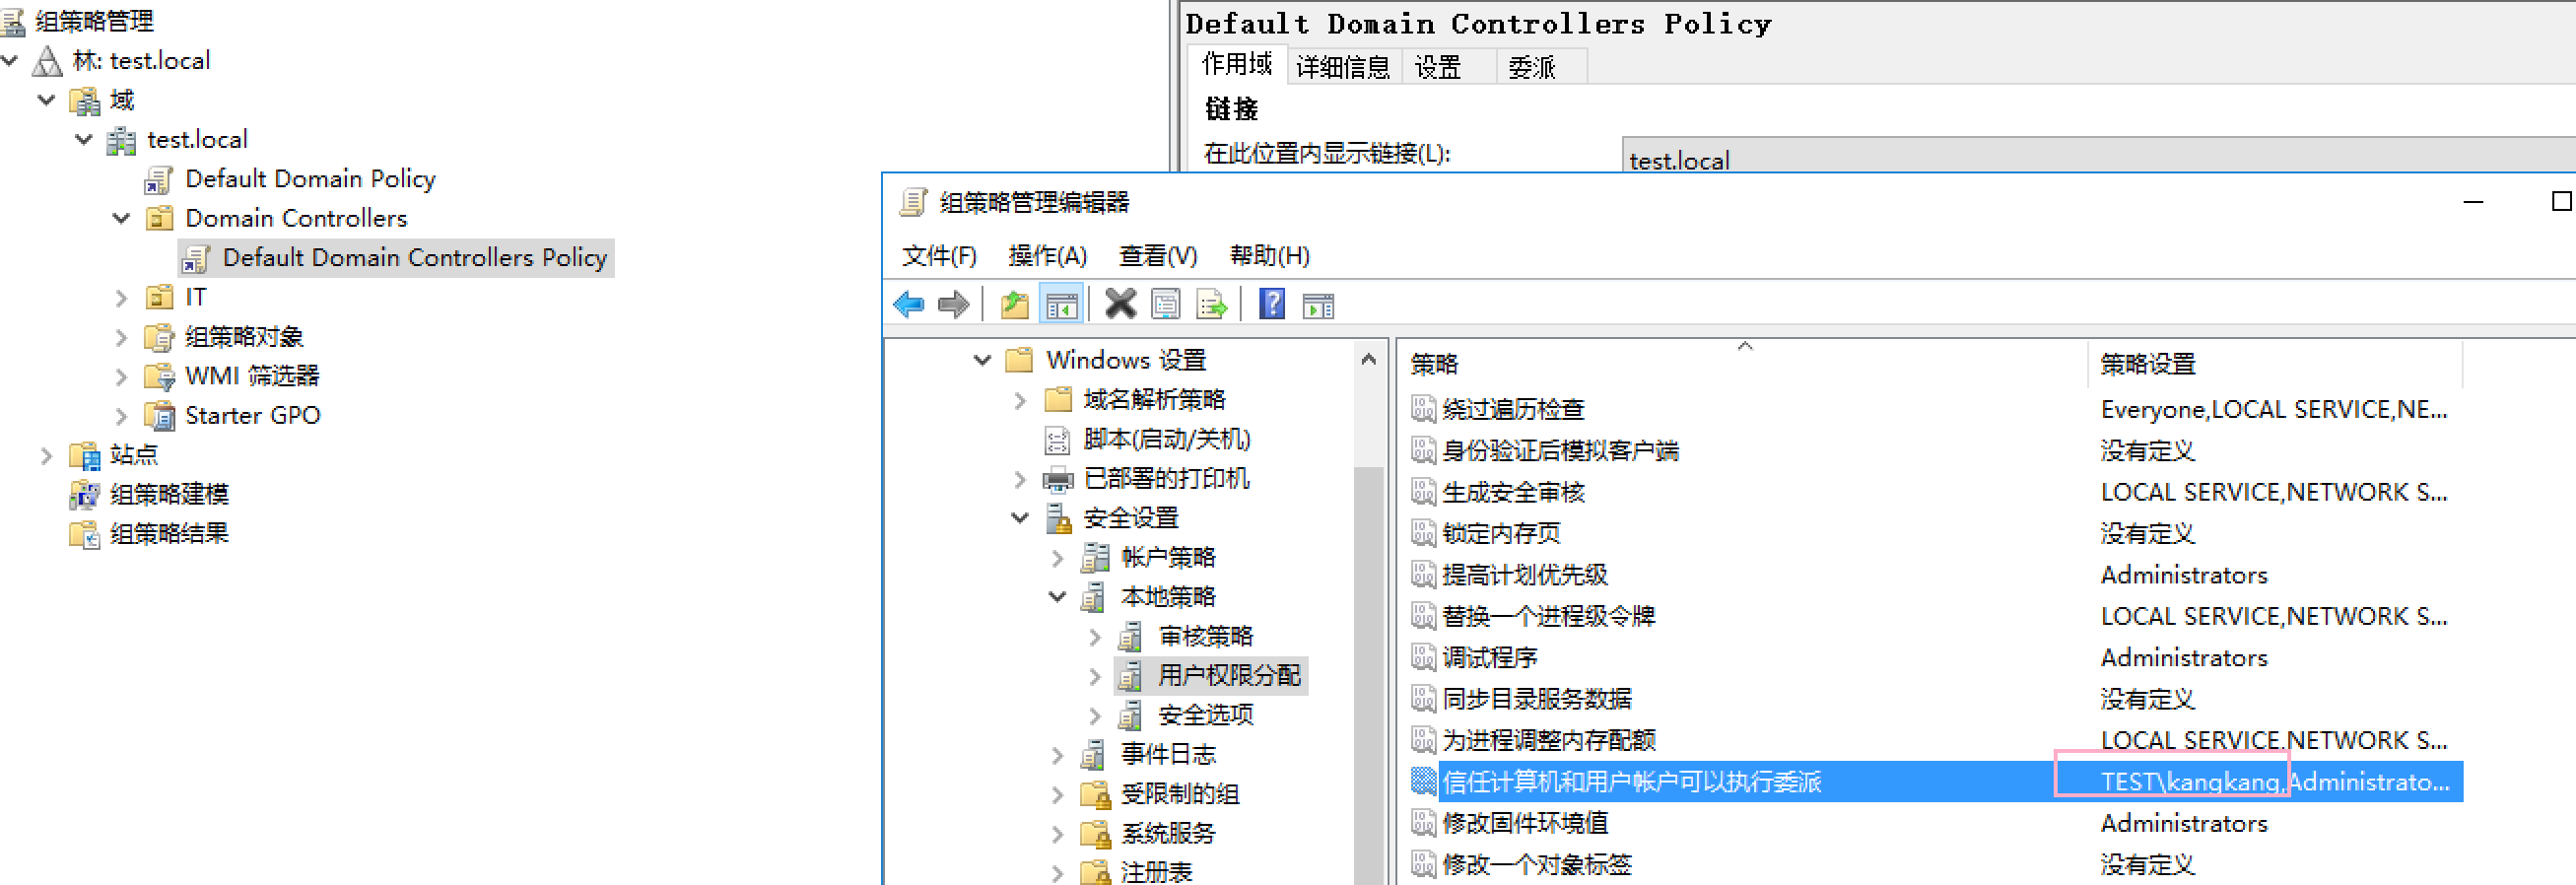 组策略管理
林: test.local
域
test.local
Default Domain Policy
Domain Controllers
Default Domain Controllers Policy
IT
组策略对象
WMI 筛选器
Starter GPO
站点
组策略建模
组策略结果
Default Domain Controllers Policy
作用域
详细信息
设置
委派
链接
在此位置内显示链接(L):
test.local
组策略管理编辑器
文件(F)
操作(A)
查看(V)
帮助(H)
Windows 设置
域名解析策略
脚本(启动/关机)
已部署的打印机
安全设置
帐户策略
本地策略
审核策略
用户权限分配
安全选项
事件日志
受限制的组
系统服务
注册表
策略 策略设置
绕过遍历检查 Everyone,LOCAL SERVICE,NE...
身份验证后模拟客户端 没有定义
生成安全审核 LOCAL SERVICE,NETWORK S...
锁定内存页 没有定义
提高计划优先级 Administrators
替换一个进程级令牌 LOCAL SERVICE,NETWORK S...
调试程序 Administrators
同步目录服务数据 没有定义
为进程调整内存配额 LOCAL SERVICE,NETWORK S...
信任计算机和用户帐户可以执行委派 TEST\kangkang,Administrato...
修改固件环境值 Administrators
修改一个对象标签 没有定义